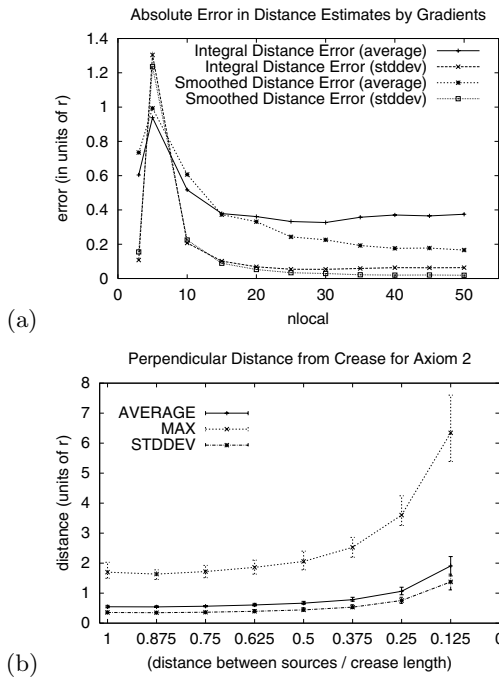 Absolute Error in Distance Estimates by Gradients
1.4
1.2
1
0.8
0.6
0.4
0.2
0
error (in units of r)
Integral Distance Error (average)
Integral Distance Error (stddev)
Smoothed Distance Error (average)
Smoothed Distance Error (stddev)
0 10 20 30 40 50
nlocal
(a)
Perpendicular Distance from Crease for Axiom 2
8
7
6
5
4
3
2
1
0
distance (units of r)
AVERAGE
MAX
STDDEV
1 0.875 0.75 0.625 0.5 0.375 0.25 0.125 0
(distance between sources / crease length)
(b)